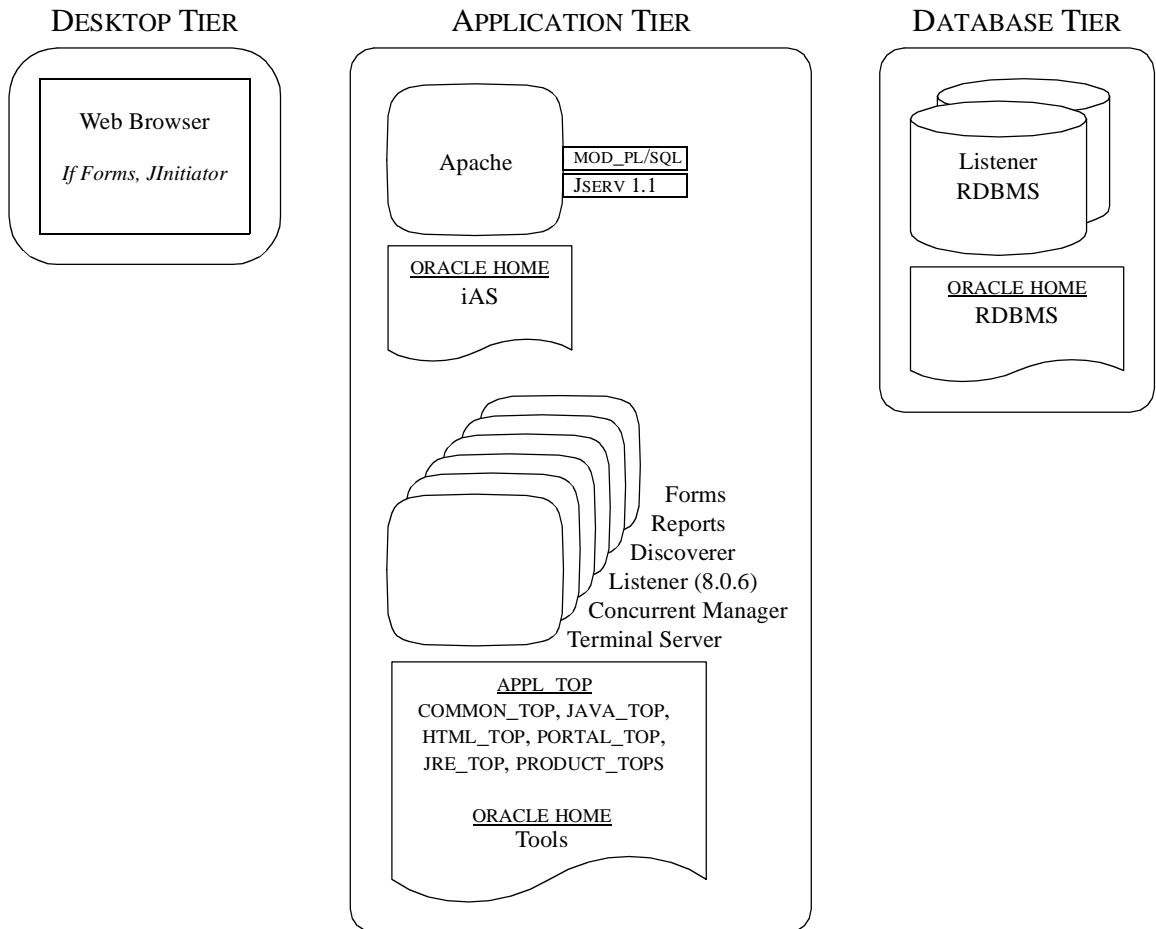 DESKTOP TIER
Web Browser
If Forms, JInitiator
APPLICATION TIER
Apache
MOD_PL/SQL
JSERV 1.1
ORACLE HOME
iAS
Forms
Reports
Discoverer
Listener (8.0.6)
Concurrent Manager
Terminal Server
APPL_TOP
COMMON_TOP, JAVA_TOP,
HTML_TOP, PORTAL_TOP,
JRE_TOP, PRODUCT_TOPS
ORACLE HOME
Tools
DATABASE TIER
Listener
RDBMS
ORACLE HOME
RDBMS